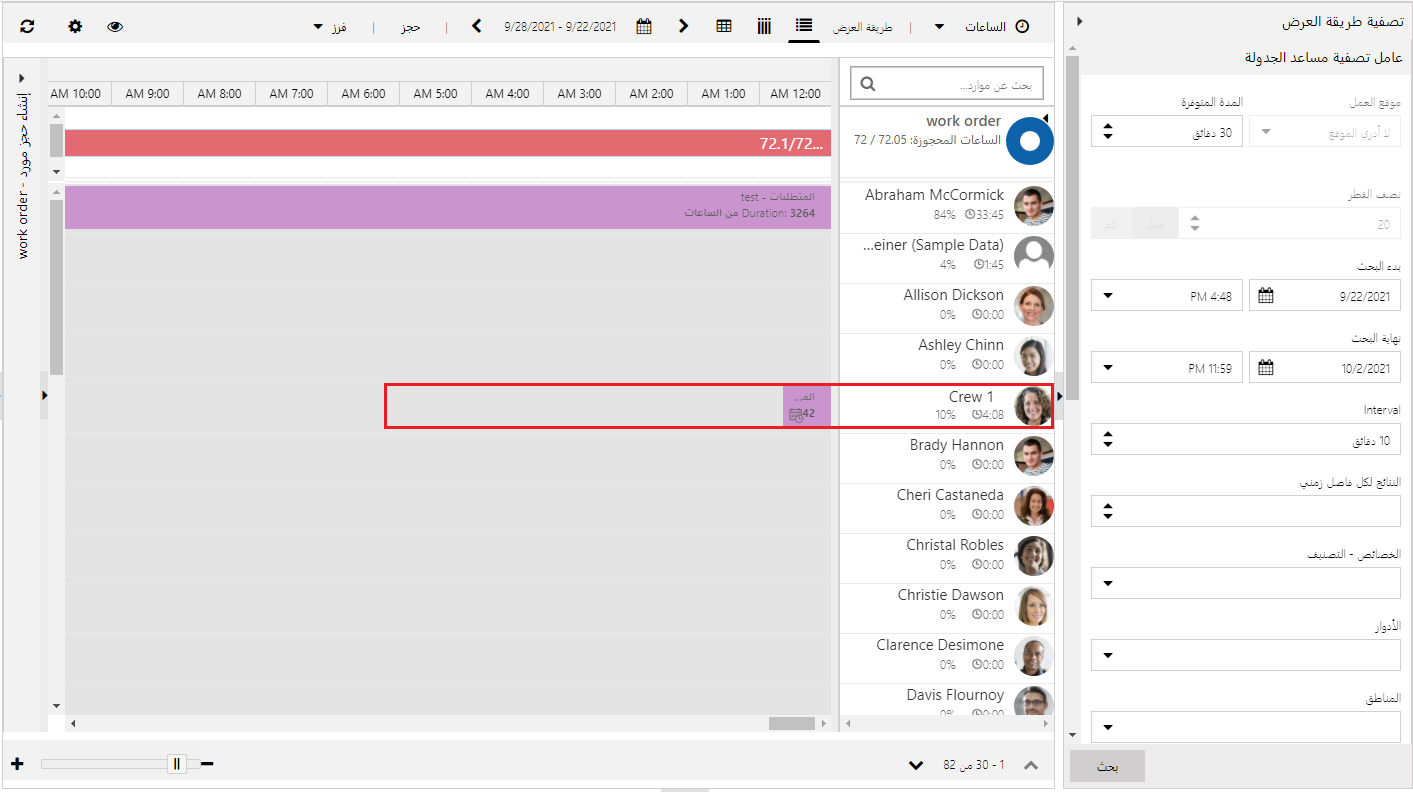 تصفية طريقة العرض
عامل تصفية مساعد الجدولة
موقع العمل
المدة المتوفرة
لا أدري الموقع
30 دقائق
نصف القطر
20
ميل
كم
بدء البحث
9/22/2021
4:48 PM
نهاية البحث
10/2/2021
11:59 PM
Interval
10 دقائق
النتائج لكل فاصل زمني
الخصائص - التصنيف
الأدوار
المناطق
بحث
الساعات
|
طريقة العرض
9/22/2021 - 9/28/2021
|
حجز
|
فرز
بحث عن موارد...
12:00 AM
1:00 AM
2:00 AM
3:00 AM
4:00 AM
5:00 AM
6:00 AM
7:00 AM
8:00 AM
9:00 AM
10:00 AM
work order
الساعات المحجوزة: 72.05 / 72
72.1/72...
Abraham McCormick
33:45
84%
المتطلبات - test
Duration: 3264 من الساعات
...einer (Sample Data)
1:45
4%
Allison Dickson
0:00
0%
Ashley Chinn
0:00
0%
Crew 1
4:08
10%
الم...
42
Brady Hannon
0:00
0%
Cheri Castaneda
0:00
0%
Christal Robles
0:00
0%
Christie Dawson
0:00
0%
Clarence Desimone
0:00
0%
Davis Flournoy
0:00
0%
إنشاء حجز مورد - work order
1 - 30 من 82